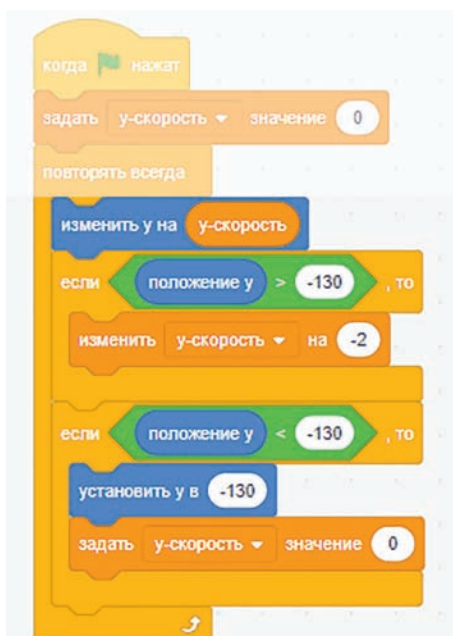 когда нажат
задать у-скорость значение 0
повторять всегда
изменить у на у-скорость
если положение у > -130 , то
изменить у-скорость на -2
если положение у < -130 , то
установить у в -130
задать у-скорость значение 0